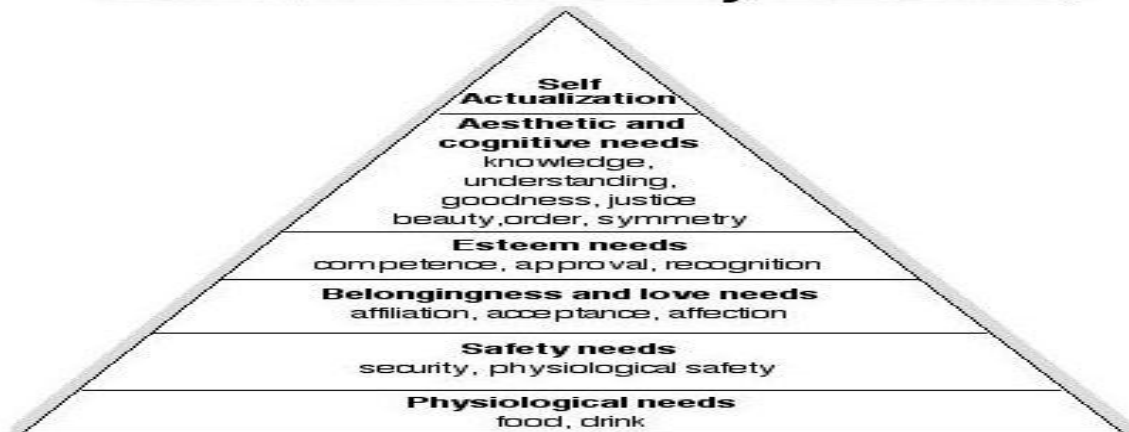 Self
Actualization
Aesthetic and
cognitive needs
knowledge,
understanding,
goodness, justice
beauty,order, symmetry
Esteem needs
competence, approval, recognition
Belongingness and love needs
affiliation, acceptance, affection
Safety needs
security, physiological safety
Physiological needs
food, drink